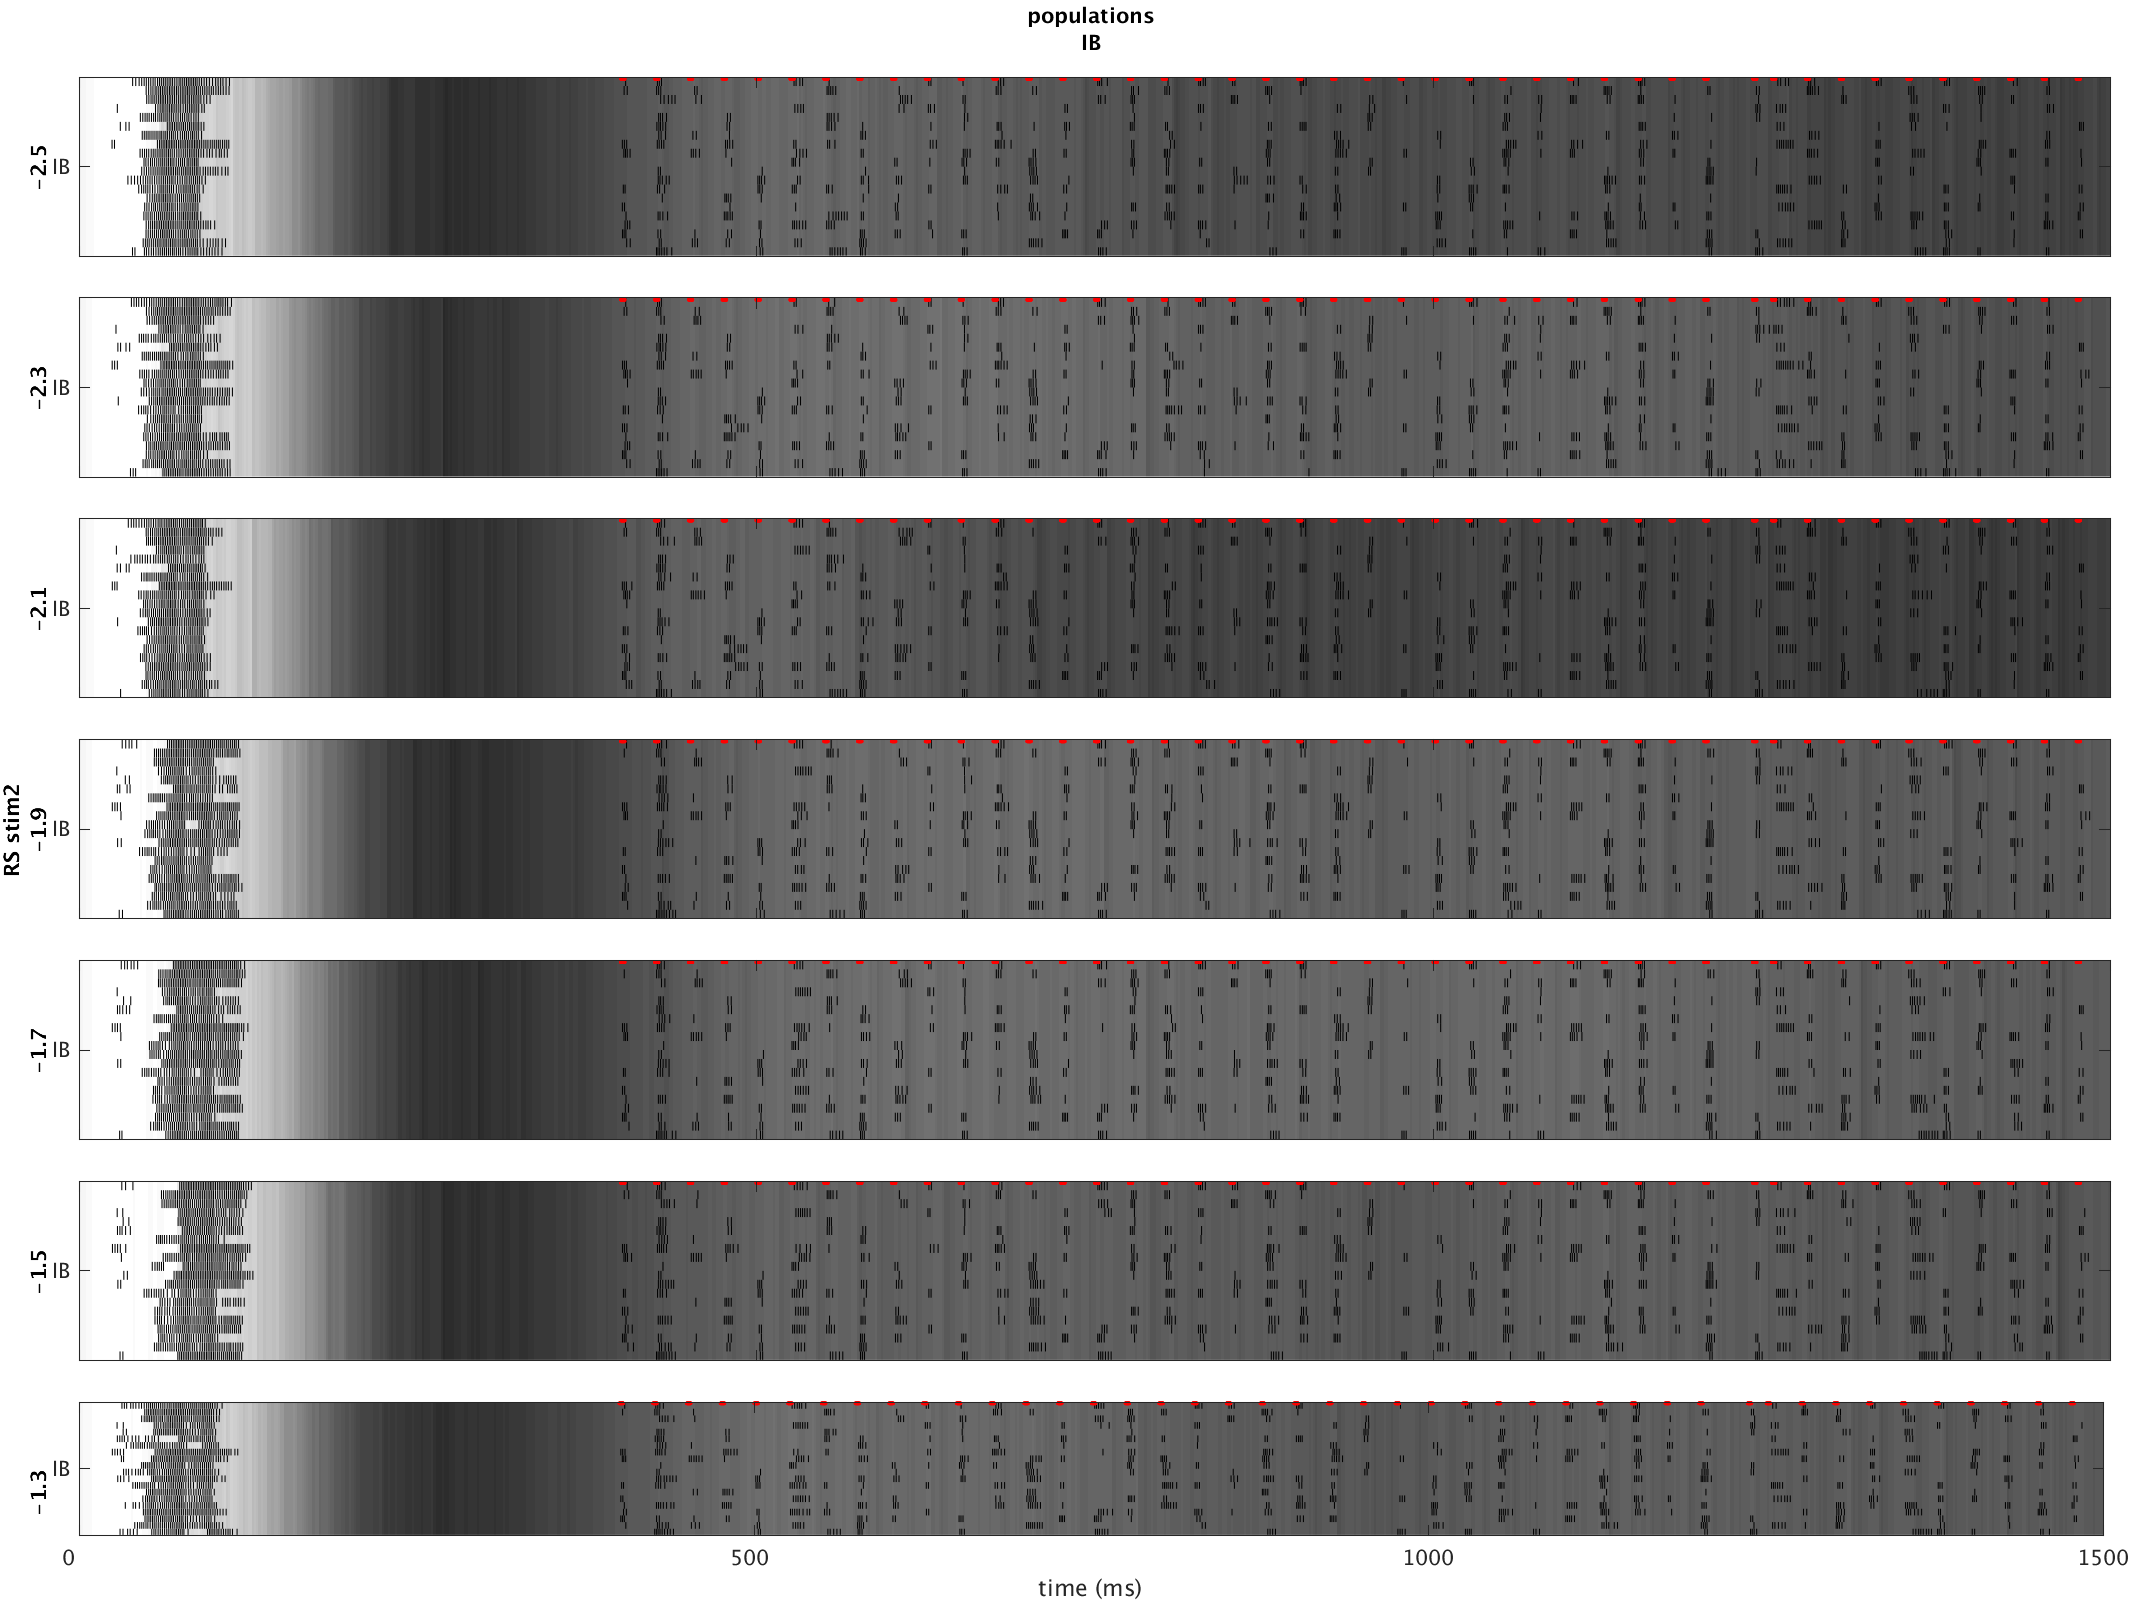 populations
IB
-2.5 IB
-2.3 IB
-2.1 IB
RS stim2
-1.9 IB
-1.7 IB
-1.5 IB
-1.3 IB
0 500 1000 1500
time (ms)